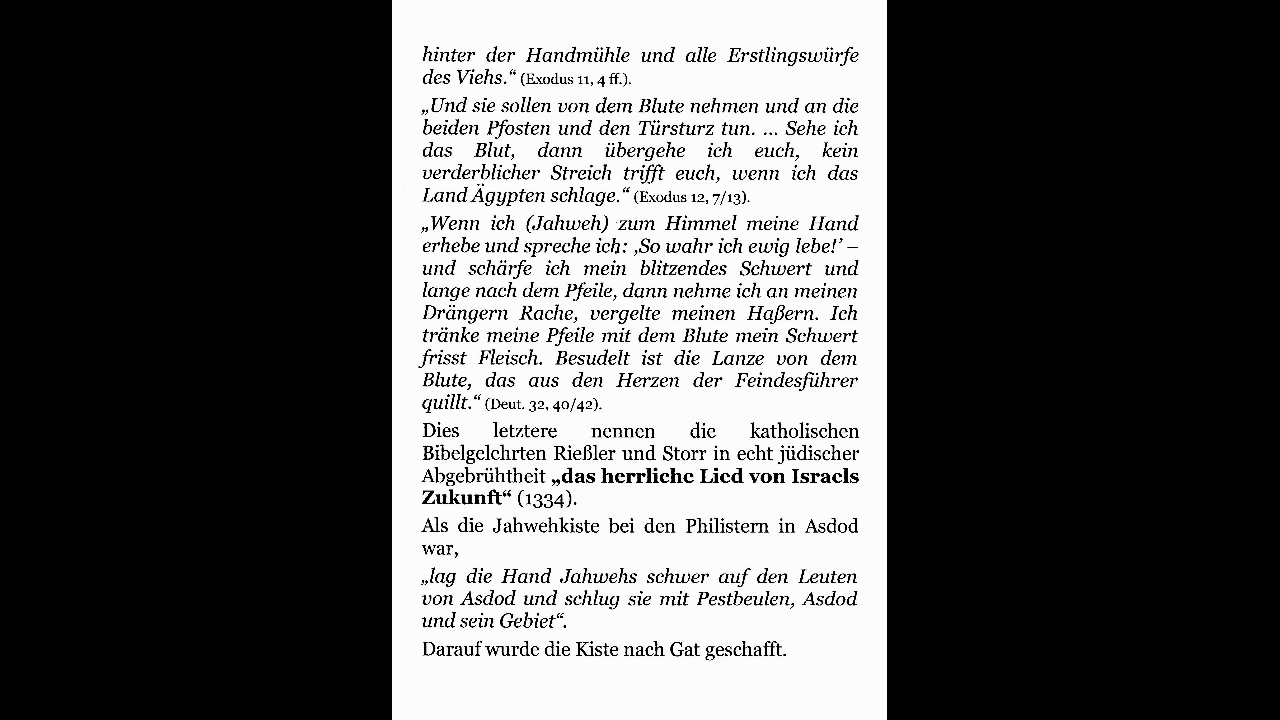 hinter der Handmühle und alle Erstlingswürfe
des Viehs.“ (Exodus 11, 4 ff.).
„Und sie sollen von dem Blute nehmen und an die
beiden Pfosten und den Türsturz tun. ... Sehe ich
das Blut, dann übergehe ich euch, kein
verderblicher Streich trifft euch, wenn ich das
Land Ägypten schlage.“ (Exodus 12, 7/13).
„Wenn ich (Jahweh) zum Himmel meine Hand
erhebe und spreche ich: ‚So wahr ich ewig lebe!’ –
und schärfe ich mein blitzendes Schwert und
lange nach dem Pfeile, dann nehme ich an meinen
Drängern Rache, vergelte meinen Haßern. Ich
tränke meine Pfeile mit dem Blute mein Schwert
frisst Fleisch. Besudelt ist die Lanze von dem
Blute, das aus den Herzen der Feindesführer
quillt.“ (Deut. 32, 40/42).
Dies letztere nennen die katholischen
Bibelgelehrten Rießler und Storr in echt jüdischer
Abgebrühtheit „das herrliche Lied von Israels
Zukunft“ (1334).
Als die Jahwehkiste bei den Philistern in Asdod
war,
„lag die Hand Jahwehs schwer auf den Leuten
von Asdod und schlug sie mit Pestbeulen, Asdod
und sein Gebiet“.
Darauf wurde die Kiste nach Gat geschafft.